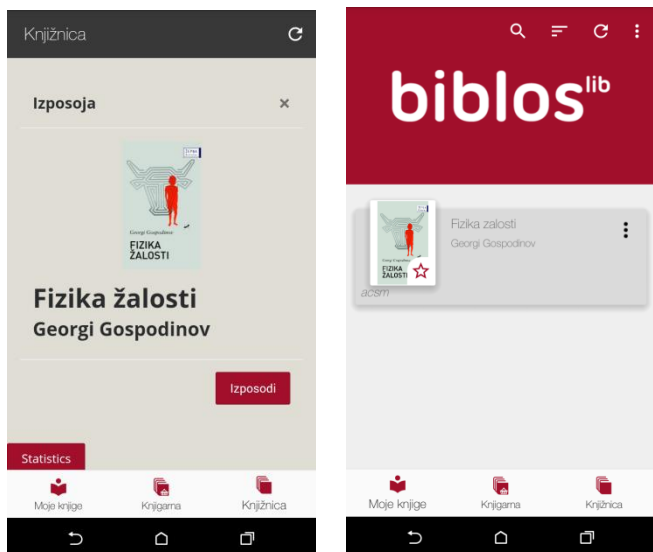 Knjižnica
Izposoja
×
Georgi Gospodinov
FIZIKA
ŽALOSTI
Fizika žalosti
Georgi Gospodinov
Izposodi
Statistics
Moje knjige
Knjigarna
Knjižnica
biblos lib
Fizika zalosti
Georgi Gospodinov
Georgi Gospodinov
FIZIKA
ŽALOSTI
acsm
Moje knjige
Knjigarna
Knjižnica